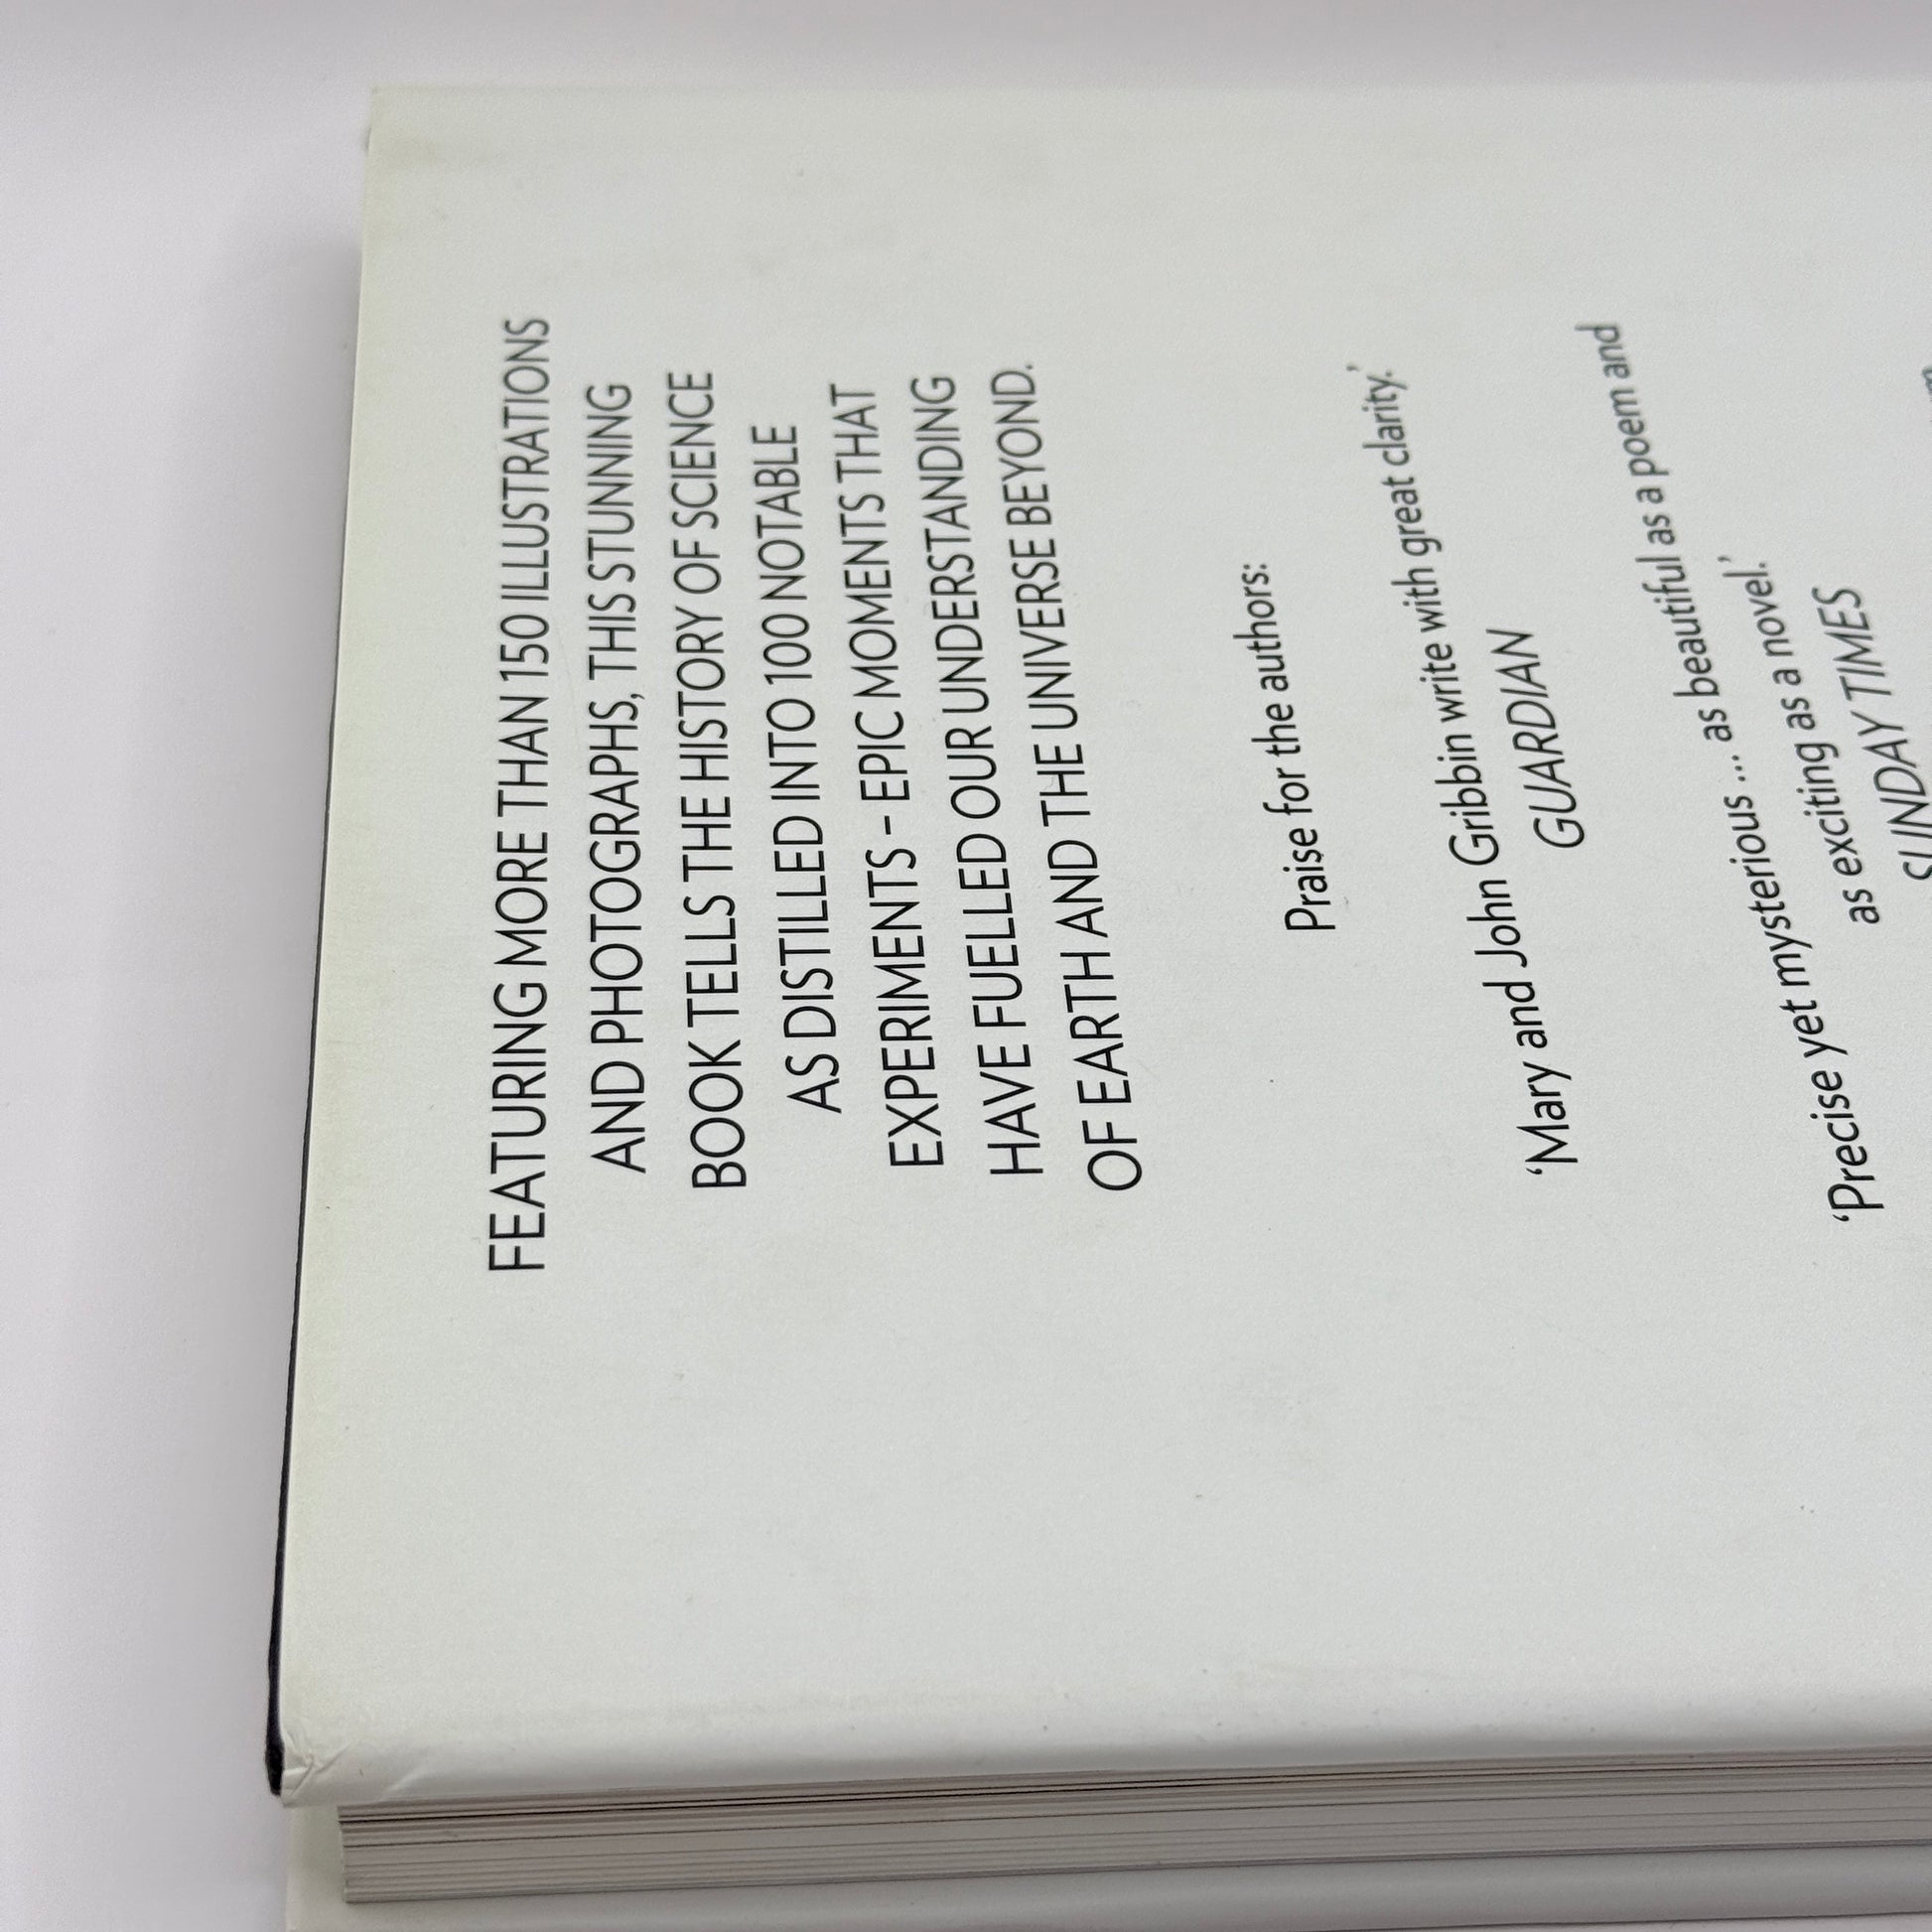 FEATURING MORE THAN 150 ILLUSTRATIONS
AND PHOTOGRAPHS, THIS STUNNING
BOOK TELLS THE HISTORY OF SCIENCE
AS DISTILLED INTO 100 NOTABLE
EXPERIMENTS – EPIC MOMENTS THAT
HAVE FUELLED OUR UNDERSTANDING
OF EARTH AND THE UNIVERSE BEYOND.
Praise for the authors:
‘Mary and John Gribbin write with great clarity.’
GUARDIAN
‘Precise yet mysterious ... as beautiful as a poem and
as exciting as a novel.’
SUNDAY TIMES